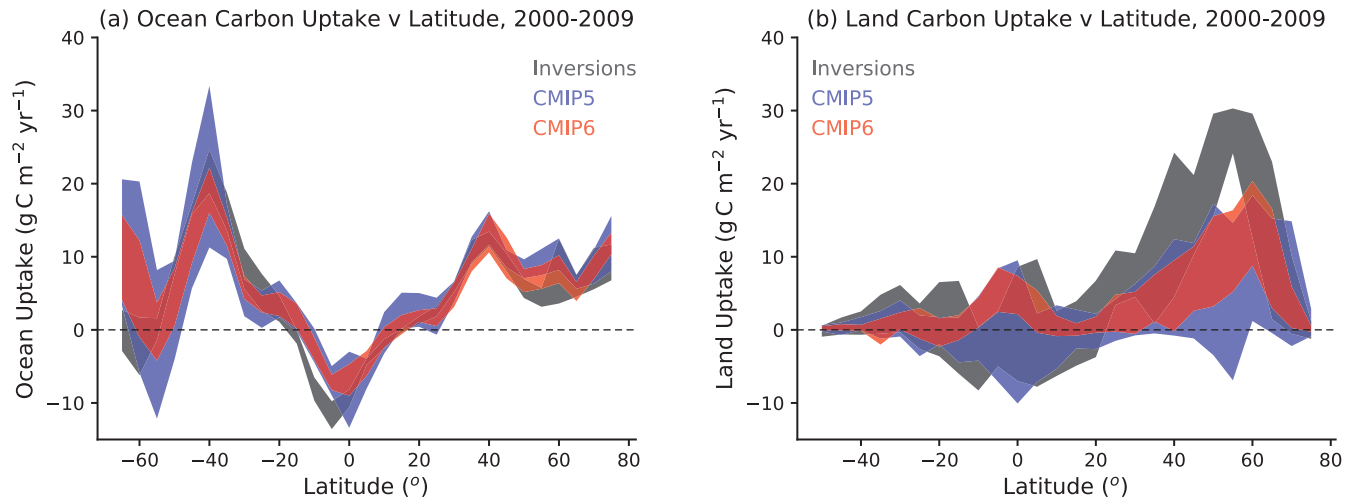 (a) Ocean Carbon Uptake v Latitude, 2000-2009
40
30
20
10
0
−10
Ocean Uptake (g C m⁻² yr⁻¹)
Inversions
CMIP5
CMIP6
−60 −40 −20 0 20 40 60 80
Latitude (°)
(b) Land Carbon Uptake v Latitude, 2000-2009
40
30
20
10
0
−10
Land Uptake (g C m⁻² yr⁻¹)
Inversions
CMIP5
CMIP6
−40 −20 0 20 40 60 80
Latitude (°)